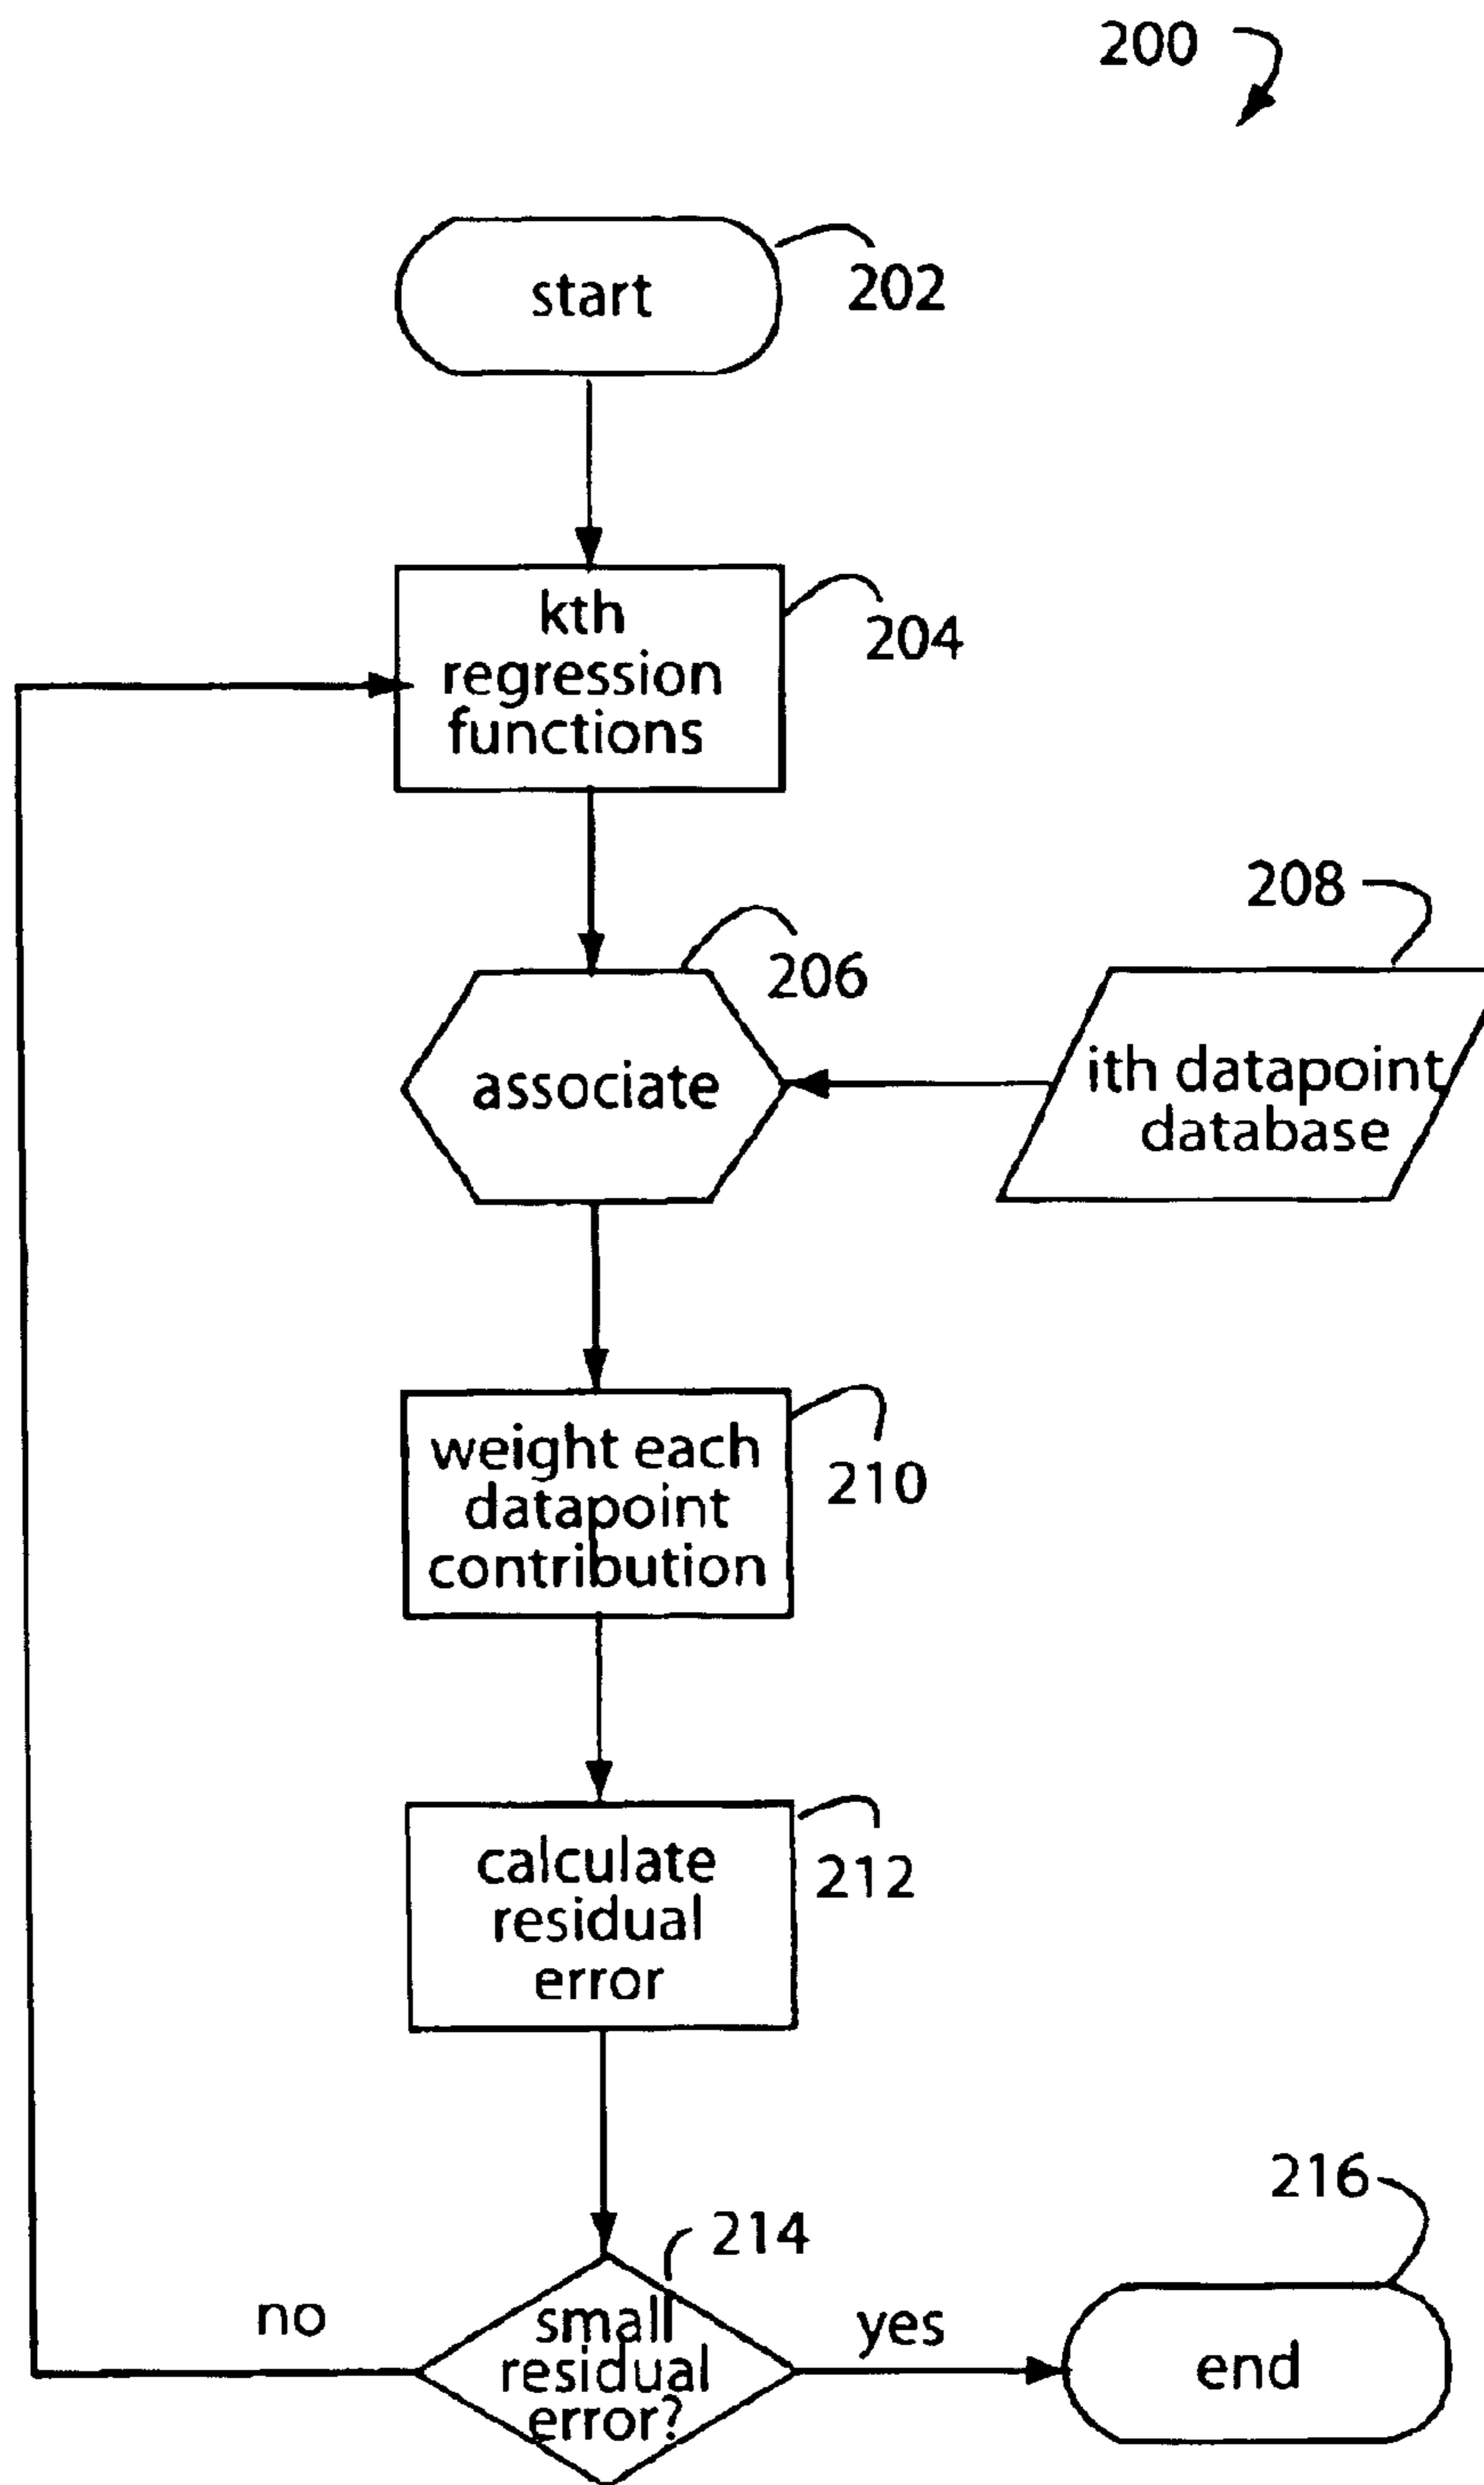 200
start
202
kth
regression
functions
204
206
208
associate
ith datapoint
database
weight each
datapoint
contribution
210
calculate
residual
error
212
214
216
no
small
residual
error?
yes
end